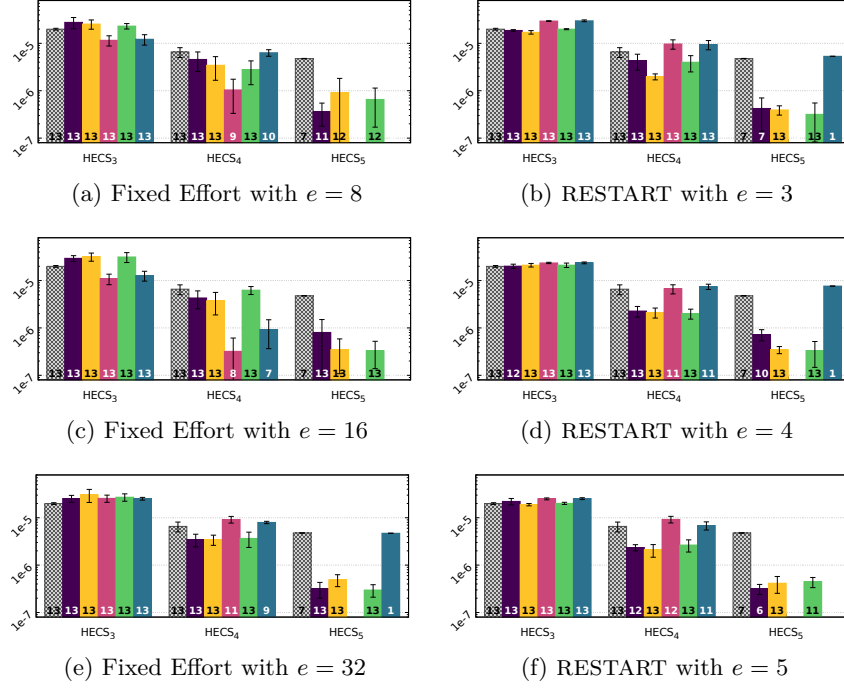 1e-5
1e-6
1e-7
13 13 13 13 13 13 13 13 13 9 13 10 7 11 12 12
HECS3 HECS4 HECS5
(a) Fixed Effort with e = 8
1e-5
1e-6
1e-7
13 13 13 13 13 13 13 13 13 13 13 13 7 7 13 13 1
HECS3 HECS4 HECS5
(b) RESTART with e = 3
1e-5
1e-6
1e-7
13 13 13 13 13 13 13 13 13 8 13 7 7 13 13 13
HECS3 HECS4 HECS5
(c) Fixed Effort with e = 16
1e-5
1e-6
1e-7
13 12 13 13 13 13 13 13 13 11 13 11 7 10 13 13 1
HECS3 HECS4 HECS5
(d) RESTART with e = 4
1e-5
1e-6
1e-7
13 13 13 13 13 13 13 13 13 11 13 9 7 13 13 13 1
HECS3 HECS4 HECS5
(e) Fixed Effort with e = 32
1e-5
1e-6
1e-7
13 13 13 13 13 13 13 12 13 12 13 11 7 6 13 11
HECS3 HECS4 HECS5
(f) RESTART with e = 5